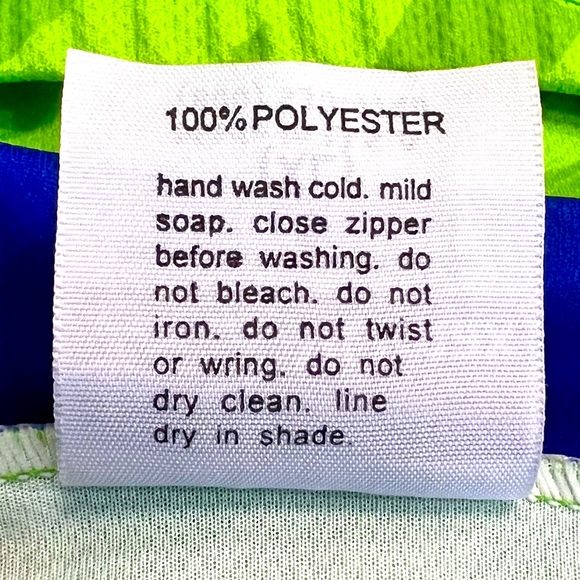 100% POLYESTER
hand wash cold. mild
soap. close zipper
before washing. do
not bleach. do not
iron. do not twist
or wring. do not
dry clean. line
dry in shade.